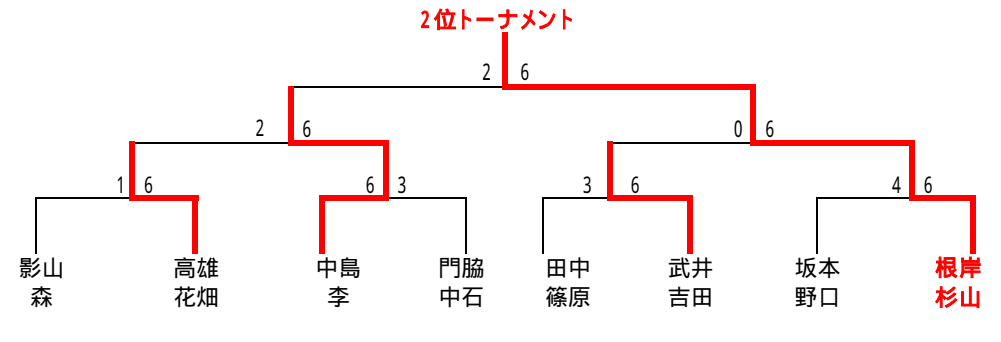 2位トーナメント
2 6
2 6 0 6
1 6 6 3 3 6 4 6
影山 高雄 中島 門脇 田中 武井 坂本 根岸
森 花畑 李 中石 篠原 吉田 野口 杉山